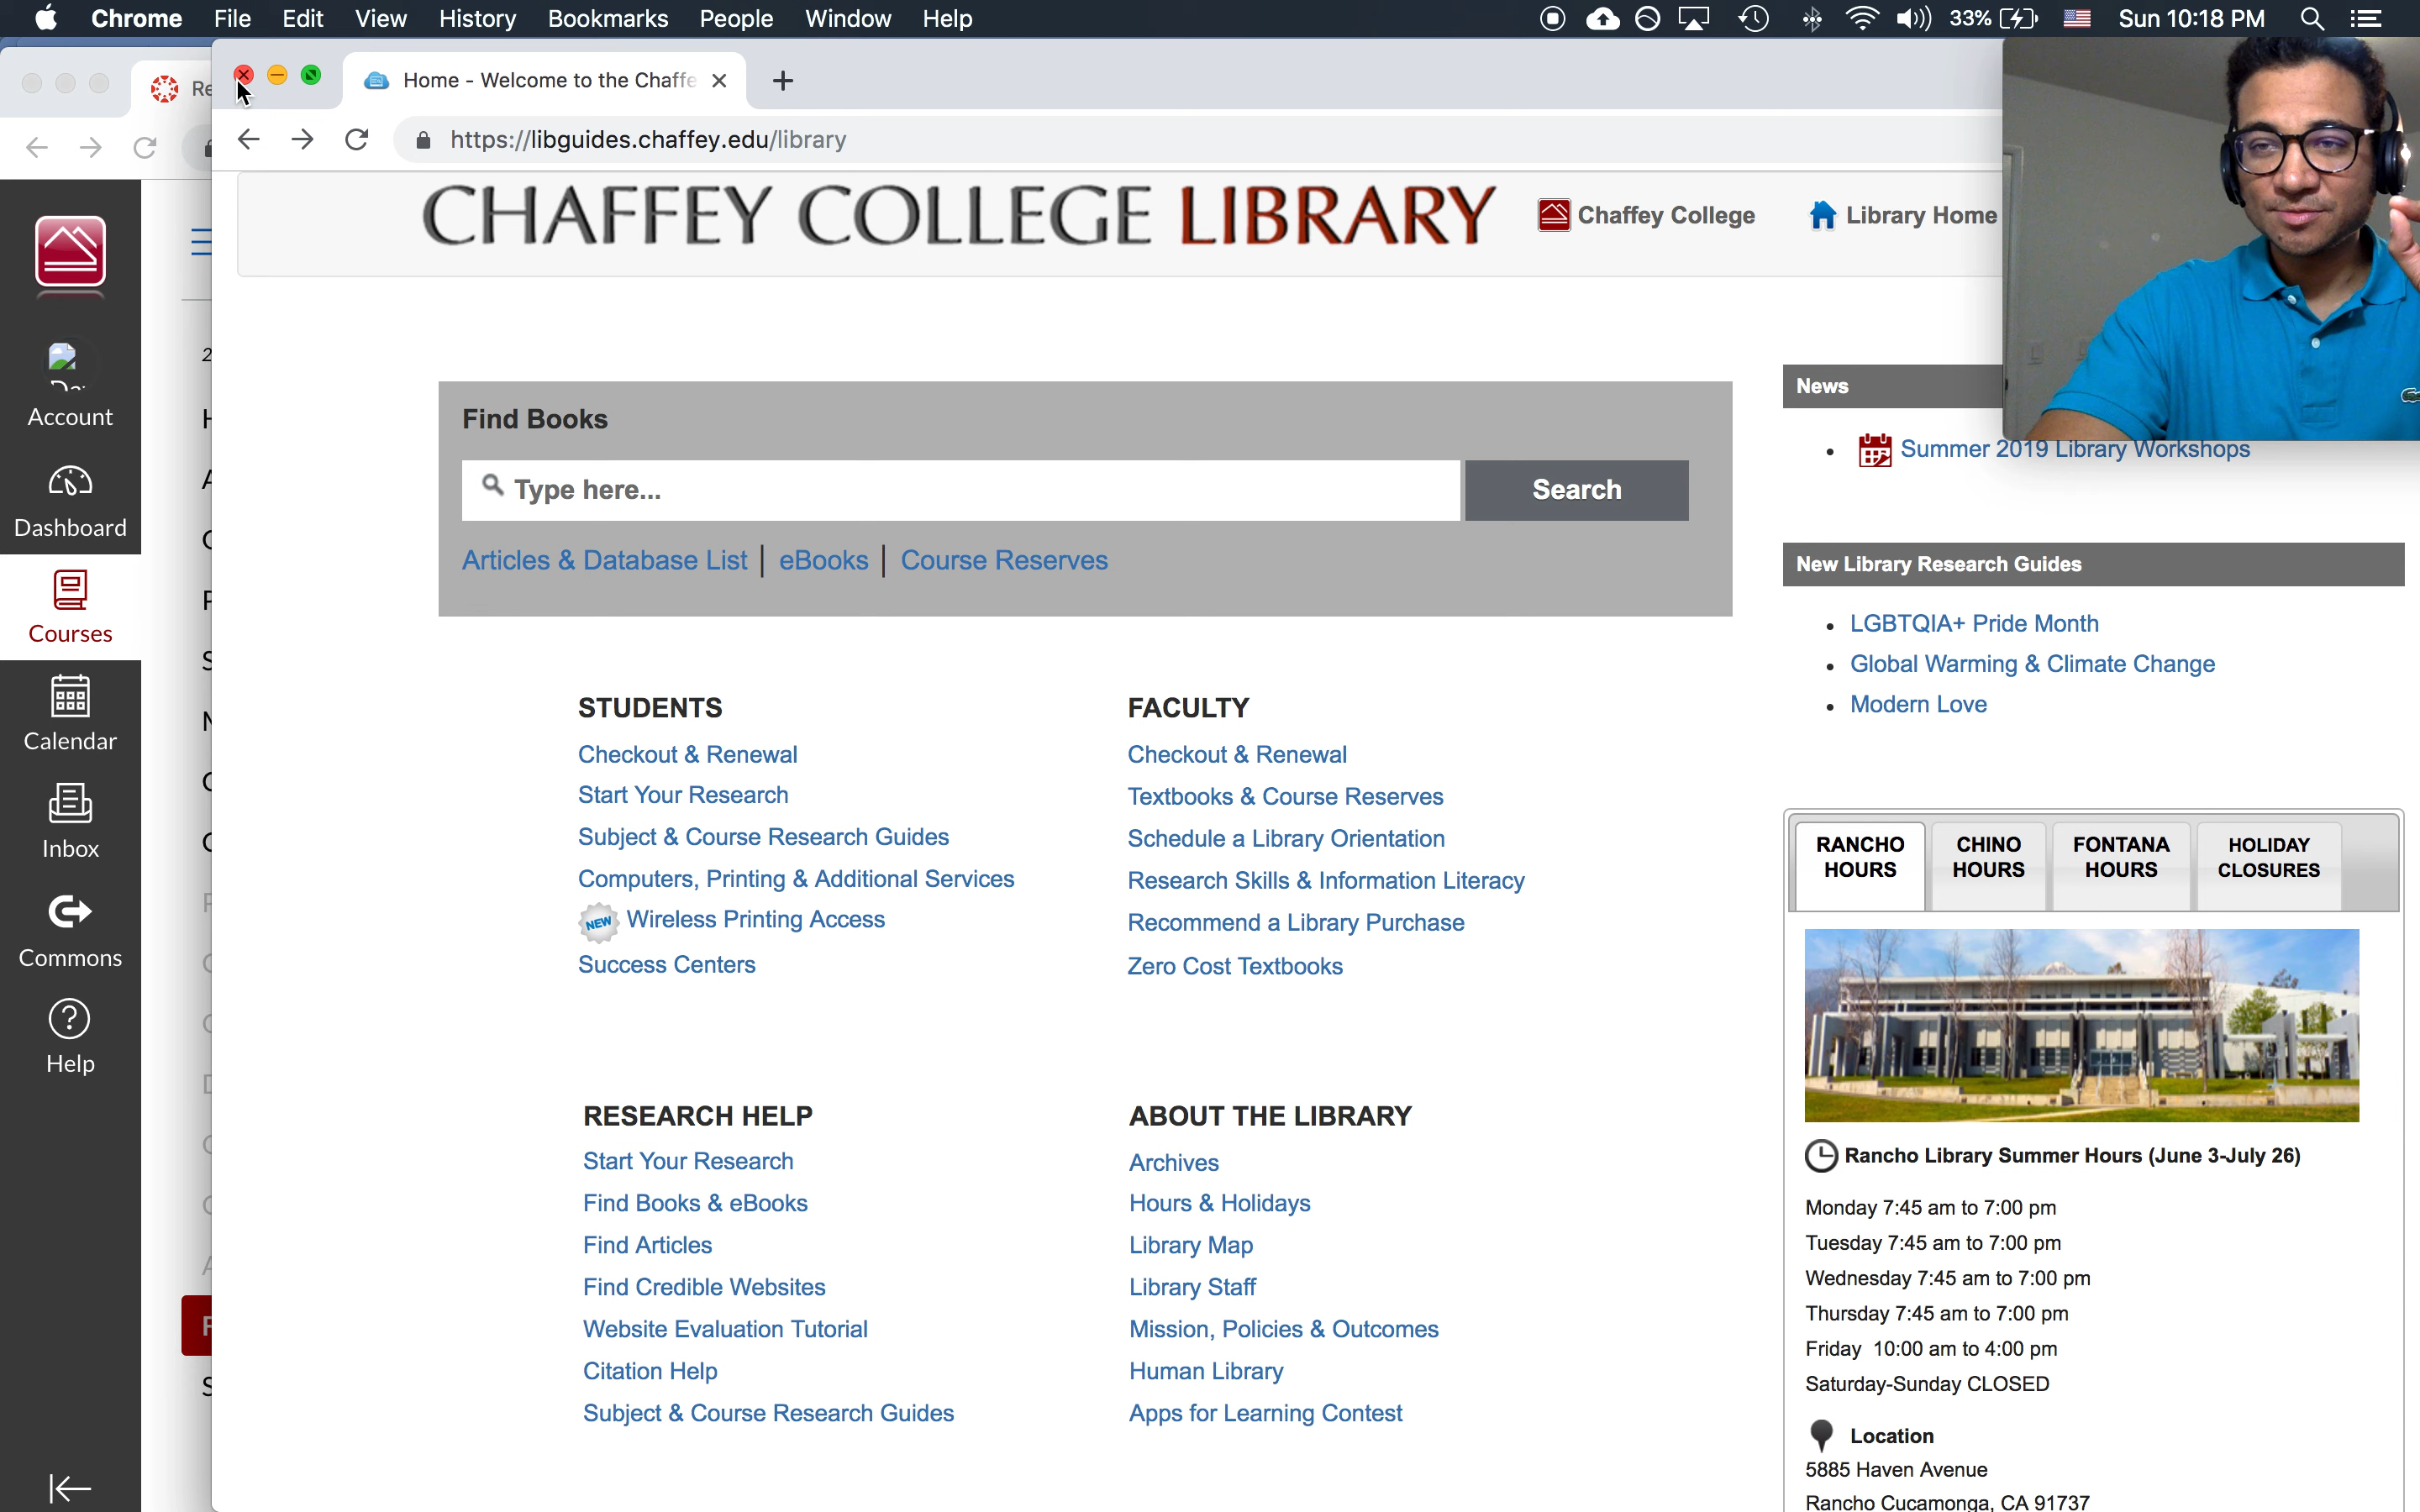 Chrome File Edit View History Bookmarks People Window Help 33% Sun 10:18 PM
Home - Welcome to the Chaffe
https://libguides.chaffey.edu/library
CHAFFEY COLLEGE LIBRARY Chaffey College Library Home
Account
Dashboard
Courses
Calendar
Inbox
Commons
Help
Find Books
Type here... Search
Articles & Database List | eBooks | Course Reserves
STUDENTS
Checkout & Renewal
Start Your Research
Subject & Course Research Guides
Computers, Printing & Additional Services
NEW Wireless Printing Access
Success Centers
FACULTY
Checkout & Renewal
Textbooks & Course Reserves
Schedule a Library Orientation
Research Skills & Information Literacy
Recommend a Library Purchase
Zero Cost Textbooks
RESEARCH HELP
Start Your Research
Find Books & eBooks
Find Articles
Find Credible Websites
Website Evaluation Tutorial
Citation Help
Subject & Course Research Guides
ABOUT THE LIBRARY
Archives
Hours & Holidays
Library Map
Library Staff
Mission, Policies & Outcomes
Human Library
Apps for Learning Contest
News
Summer 2019 Library Workshops
New Library Research Guides
LGBTQIA+ Pride Month
Global Warming & Climate Change
Modern Love
RANCHO HOURS
CHINO HOURS
FONTANA HOURS
HOLIDAY CLOSURES
Rancho Library Summer Hours (June 3-July 26)
Monday 7:45 am to 7:00 pm
Tuesday 7:45 am to 7:00 pm
Wednesday 7:45 am to 7:00 pm
Thursday 7:45 am to 7:00 pm
Friday 10:00 am to 4:00 pm
Saturday-Sunday CLOSED
Location
5885 Haven Avenue
Rancho Cucamonga, CA 91737